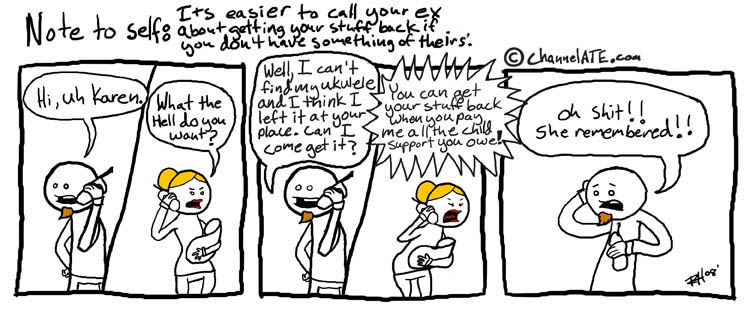 Note to self:
It's easier to call your ex
about getting your stuff back if
you don't have something of theirs.
©ChannelATE.com
Hi, uh Karen.
What the
Hell do you
want?
Well, I can't
find my ukulele
and I think I
left it at your
place. Can I
come get it?
You can get
your stuff back
when you pay
me all the child
support you owe!
Oh shit!!
She remembered!!